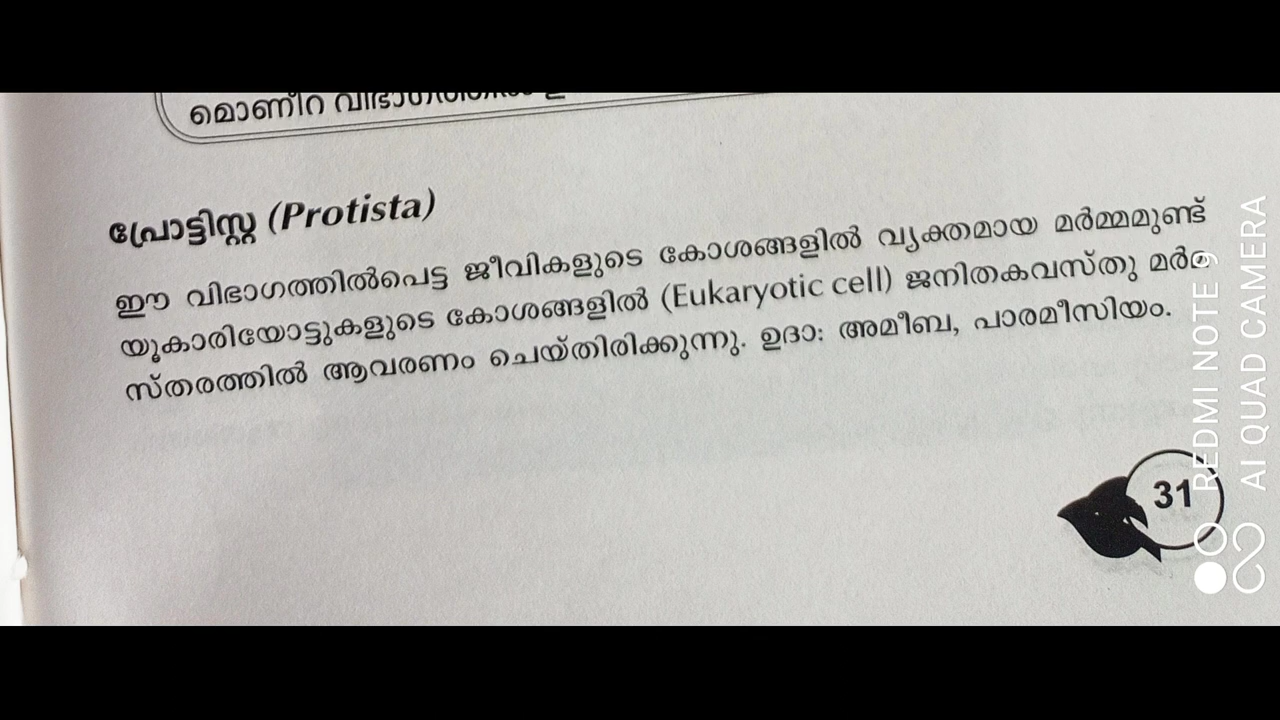 മൊണീറ
പ്രോട്ടിസ്റ്റ (Protista)
ഈ വിഭാഗത്തിൽപെട്ട ജീവികളുടെ കോശങ്ങളിൽ വ്യക്തമായ മർമ്മമുണ്ട്
യൂകാരിയോട്ടുകളുടെ കോശങ്ങളിൽ (Eukaryotic cell) ജനിതകവസ്തു
സ്തരത്തിൽ ആവരണം ചെയ്തിരിക്കുന്നു. ഉദാ: അമീബ, പാരമീസിയം.
31
REDMI NOTE 9
AI QUAD CAMERA